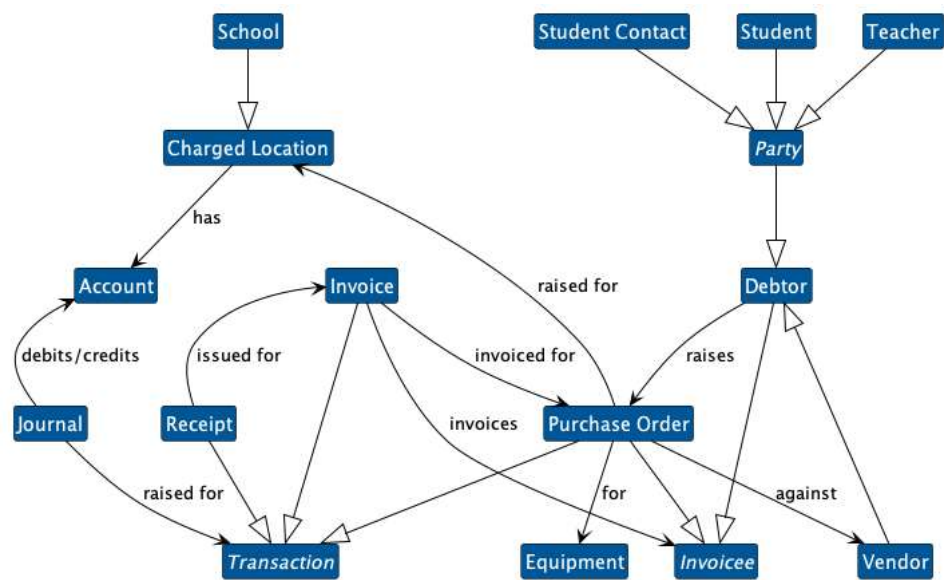 School
Student Contact
Student
Teacher
Charged Location
Party
has
Account
Invoice
raised for
Debtor
debits/credits
issued for
invoiced for
raises
Journal
Receipt
invoices
Purchase Order
raised for
for
against
Transaction
Equipment
Invoicee
Vendor